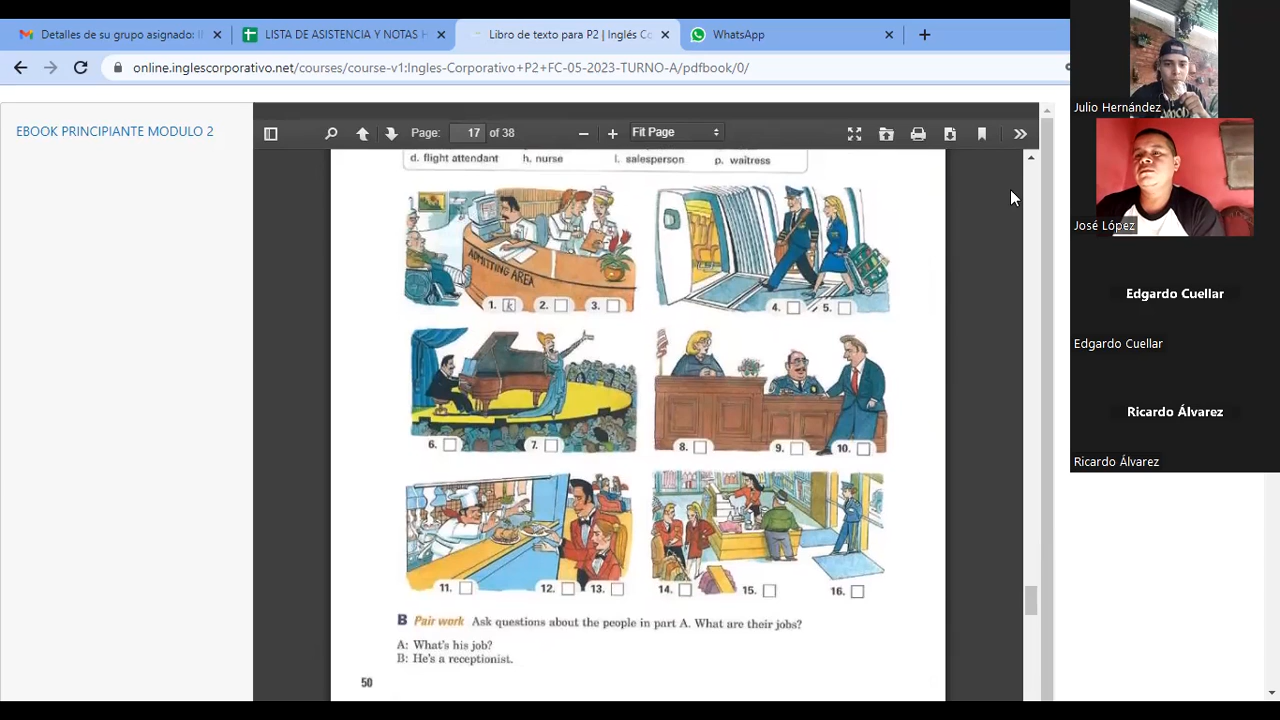 Detalles de su grupo asignado:
LISTA DE ASISTENCIA Y NOTAS
Libro de texto para P2 | Inglés Co
WhatsApp
online.inglescorporativo.net/courses/course-v1:Ingles-Corporativo+P2+FC-05-2023-TURNO-A/pdfbook/0/
EBOOK PRINCIPIANTE MODULO 2
Page: 17 of 38
Fit Page
d. flight attendant h. nurse l. salesperson p. waitress
ADMITTING AREA
1. k 2. 3.
4. 5.
6. 7.
8. 9. 10.
11. 12. 13.
14. 15. 16.
B Pair work Ask questions about the people in part A. What are their jobs?
A: What's his job?
B: He's a receptionist.
50
Julio Hernández
José López
Edgardo Cuellar
Edgardo Cuellar
Ricardo Álvarez
Ricardo Álvarez